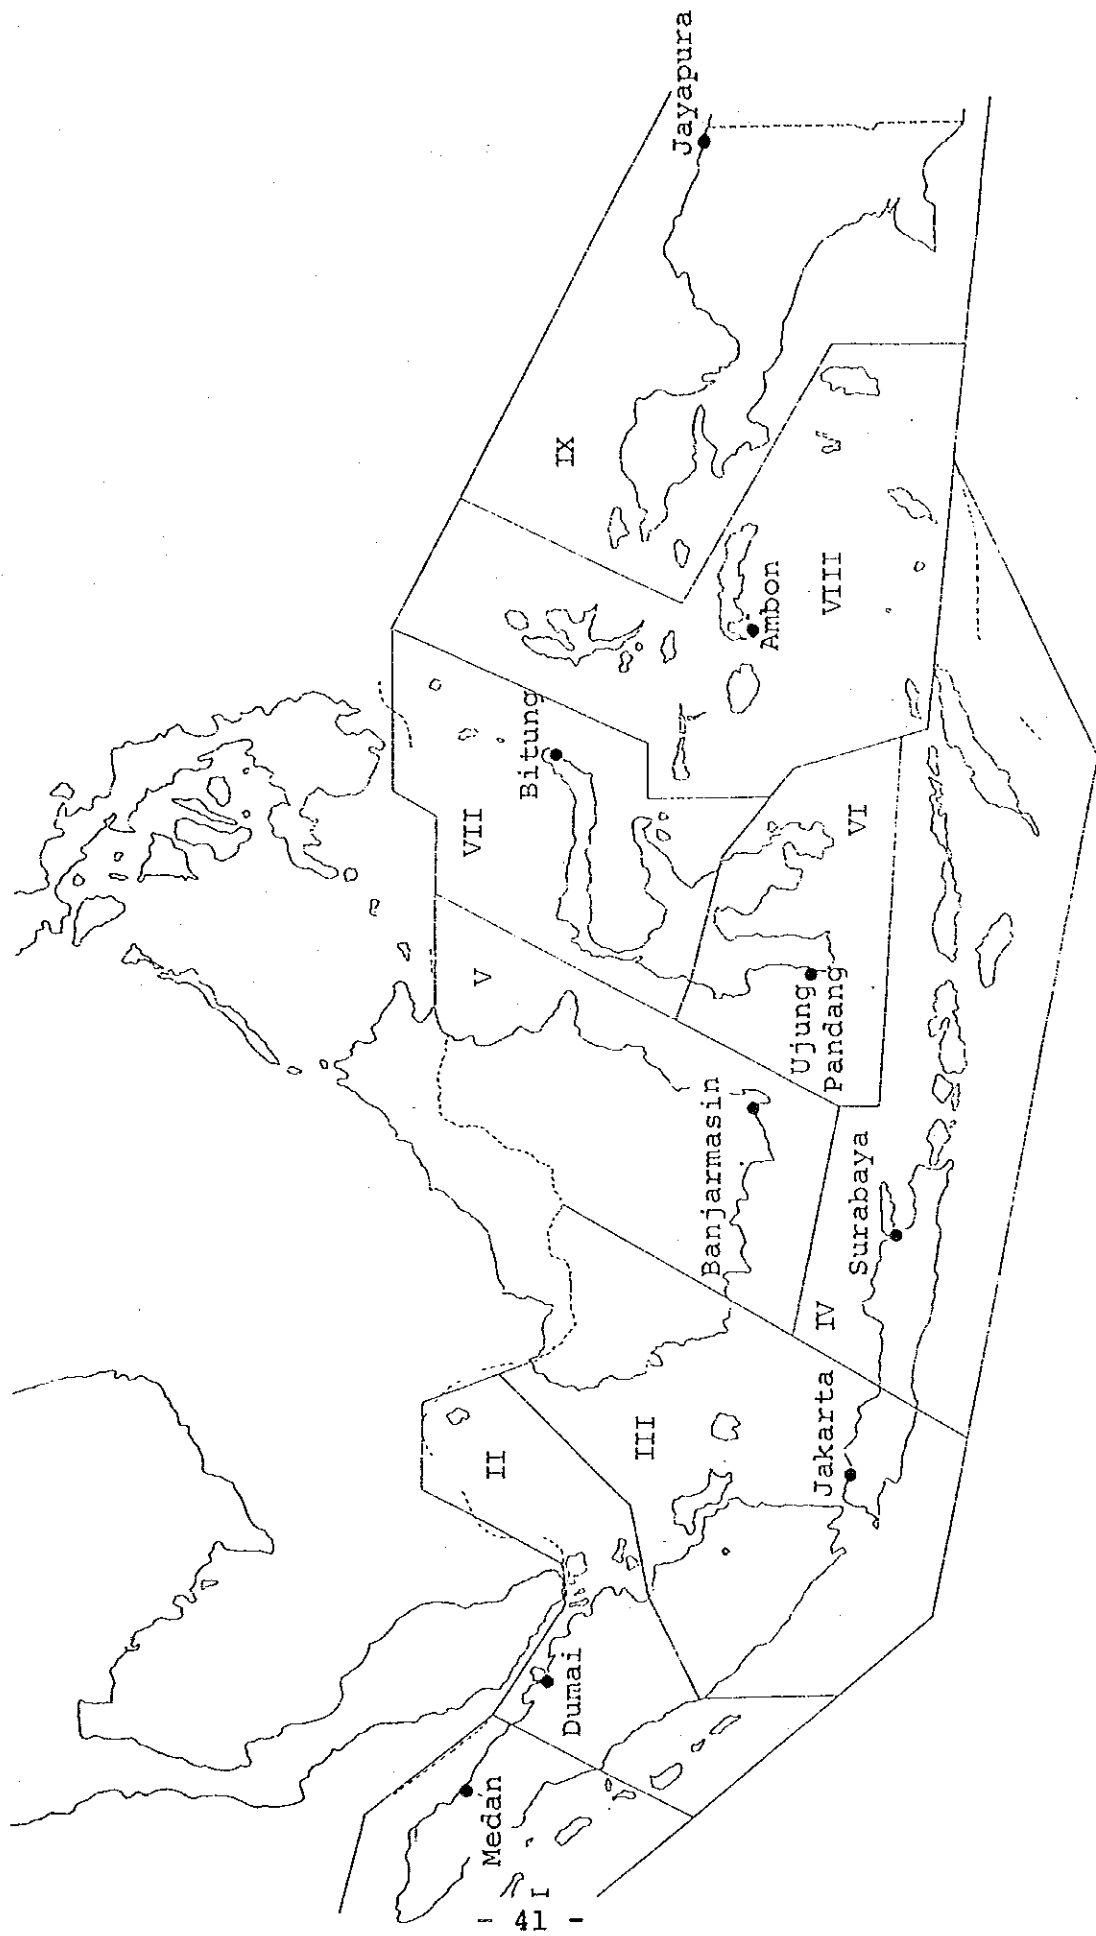 I
Medan
Dumai
II
III
Jakarta
IV
Surabaya
Banjarmasin
V
Ujung
Pandang
VI
VII
Bitung
VIII
Ambon
IX
Jayapura
- 41 -